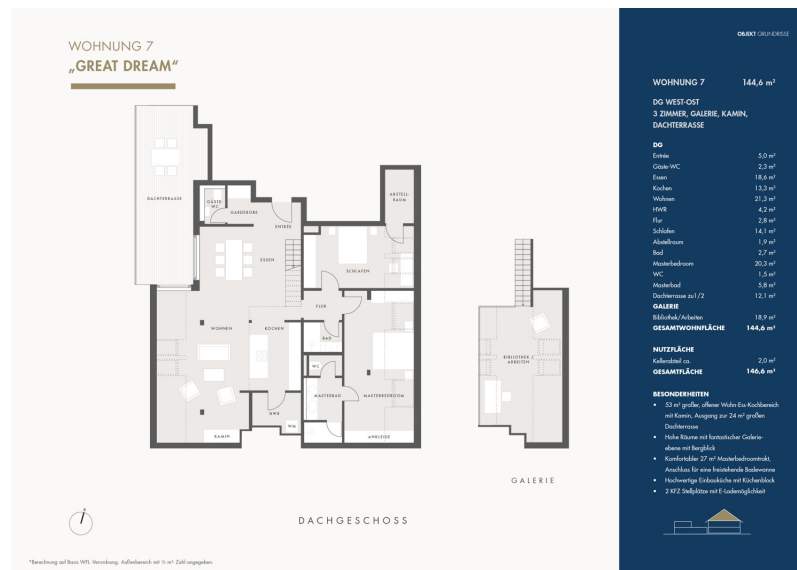 WOHNUNG 7
„GREAT DREAM“
DACHTERRASSE
GÄSTE-
WC
GARDEROBE
ENTRÉE
ABSTELL-
RAUM
ESSEN
SCHLAFEN
FLUR
WOHNEN
KOCHEN
BAD
WC
MASTERBAD
MASTERBEDROOM
HWR
WM
KAMIN
ANKLEIDE
BIBLIOTHEK /
ARBEITEN
GALERIE
DACHGESCHOSS
*Berechnung auf Basis WFL.-Verordnung. Außenbereich mit ½ m²- Zahl angegeben.
OBJEKT GRUNDRISSE
WOHNUNG 7 144,6 m²
DG WEST-OST
3 ZIMMER, GALERIE, KAMIN,
DACHTERRASSE
DG
Entrée 5,0 m²
Gäste-WC 2,3 m²
Essen 18,6 m²
Kochen 13,3 m²
Wohnen 21,3 m²
HWR 4,2 m²
Flur 2,8 m²
Schlafen 14,1 m²
Abstellraum 1,9 m²
Bad 2,7 m²
Masterbedroom 20,3 m²
WC 1,5 m²
Masterbad 5,8 m²
Dachterrasse zu1/2 12,1 m²
GALERIE
Bibliothek/Arbeiten 18,9 m²
GESAMTWOHNFLÄCHE 144,6 m²
NUTZFLÄCHE
Kellerabteil ca. 2,0 m²
GESAMTFLÄCHE 146,6 m²
BESONDERHEITEN
• 53 m² großer, offener Wohn-Ess-Kochbereich
mit Kamin, Ausgang zur 24 m² großen
Dachterrasse
• Hohe Räume mit fantastischer Galerie-
ebene mit Bergblick
• Komfortabler 27 m² Masterbedroomtrakt,
Anschluss für eine freistehende Badewanne
• Hochwertige Einbauküche mit Küchenblock
• 2 KFZ Stellplätze mit E-Lademöglichkeit